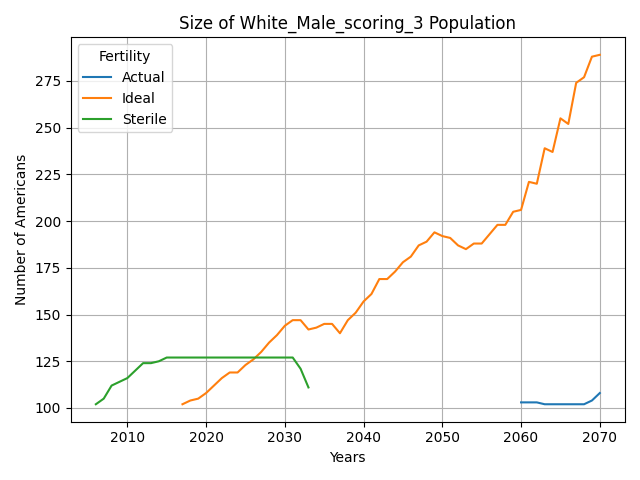 Size of White_Male_scoring_3 Population
Fertility
Actual
Ideal
Sterile
Number of Americans
275
250
225
200
175
150
125
100
2010 2020 2030 2040 2050 2060 2070
Years